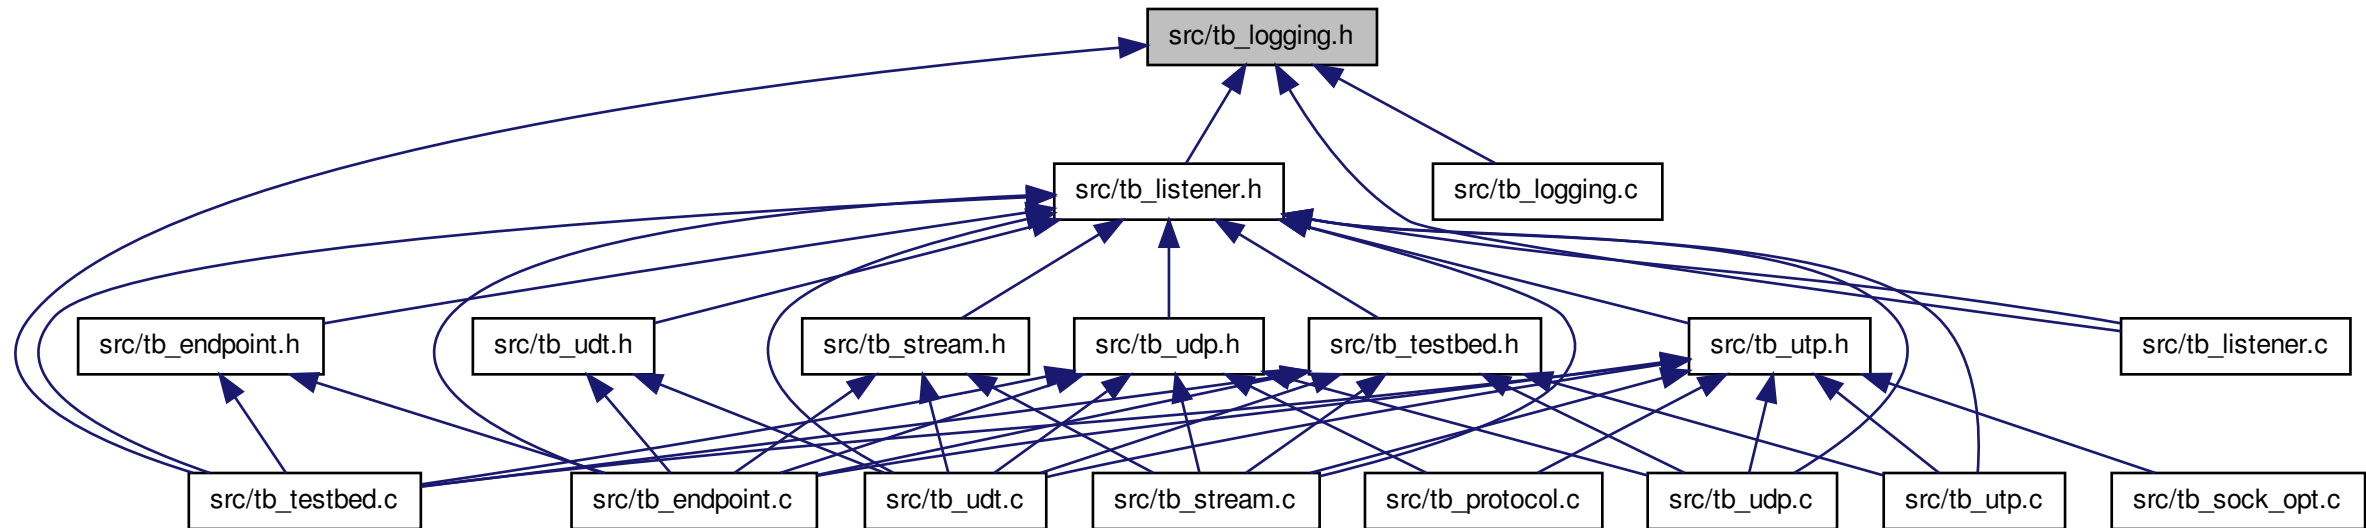 src/tb_logging.h
src/tb_listener.h
src/tb_logging.c
src/tb_endpoint.h
src/tb_udt.h
src/tb_stream.h
src/tb_udp.h
src/tb_testbed.h
src/tb_utp.h
src/tb_listener.c
src/tb_testbed.c
src/tb_endpoint.c
src/tb_udt.c
src/tb_stream.c
src/tb_protocol.c
src/tb_udp.c
src/tb_utp.c
src/tb_sock_opt.c